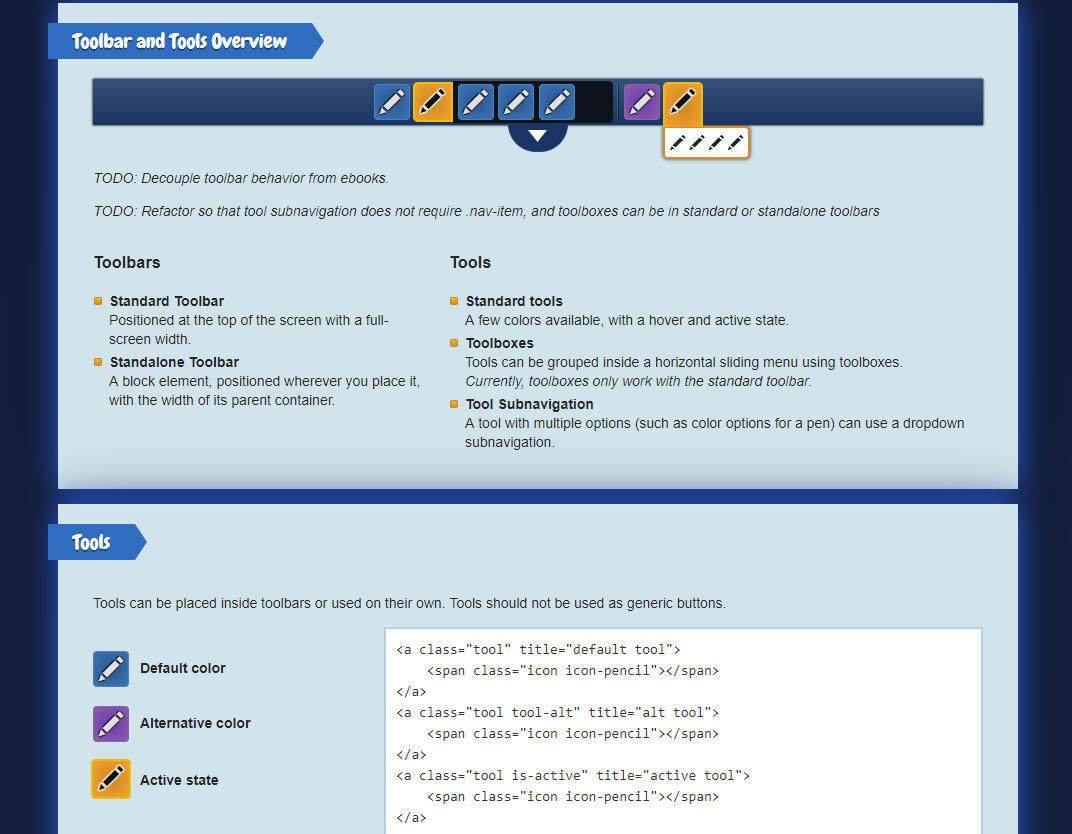 Toolbar and Tools Overview
TODO: Decouple toolbar behavior from ebooks.
TODO: Refactor so that tool subnavigation does not require .nav-item, and toolboxes can be in standard or standalone toolbars
Toolbars
Standard Toolbar
Positioned at the top of the screen with a full-
screen width.
Standalone Toolbar
A block element, positioned wherever you place it,
with the width of its parent container.
Tools
Standard tools
A few colors available, with a hover and active state.
Toolboxes
Tools can be grouped inside a horizontal sliding menu using toolboxes.
Currently, toolboxes only work with the standard toolbar.
Tool Subnavigation
A tool with multiple options (such as color options for a pen) can use a dropdown
subnavigation.
Tools
Tools can be placed inside toolbars or used on their own. Tools should not be used as generic buttons.
Default color
Alternative color
Active state
<a class="tool" title="default tool">
    <span class="icon icon-pencil"></span>
</a>
<a class="tool tool-alt" title="alt tool">
    <span class="icon icon-pencil"></span>
</a>
<a class="tool is-active" title="active tool">
    <span class="icon icon-pencil"></span>
</a>